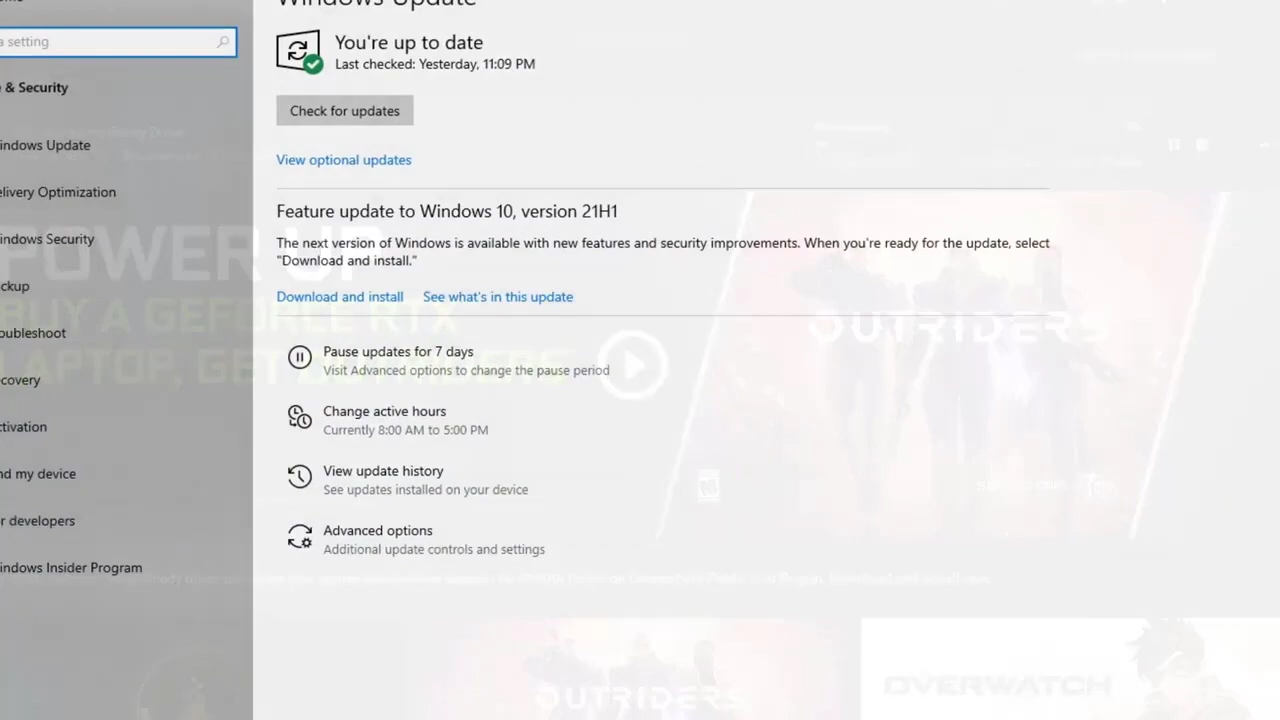 Windows Update
a setting
You're up to date
Last checked: Yesterday, 11:09 PM
& Security
Check for updates
indows Update
View optional updates
elivery Optimization
Feature update to Windows 10, version 21H1
indows Security
The next version of Windows is available with new features and security improvements. When you're ready for the update, select
"Download and install."
POWER UP
ckup
Download and install See what's in this update
BUY A GEFORCE RTX
OUTRIDERS
oubleshoot
Pause updates for 7 days
LAPTOP, GET OUTRIDERS
Visit Advanced options to change the pause period
covery
Change active hours
ctivation
Currently 8:00 AM to 5:00 PM
nd my device
View update history
See updates installed on your device
r developers
Advanced options
Additional update controls and settings
indows Insider Program
OUTRIDERS
OVERWATCH